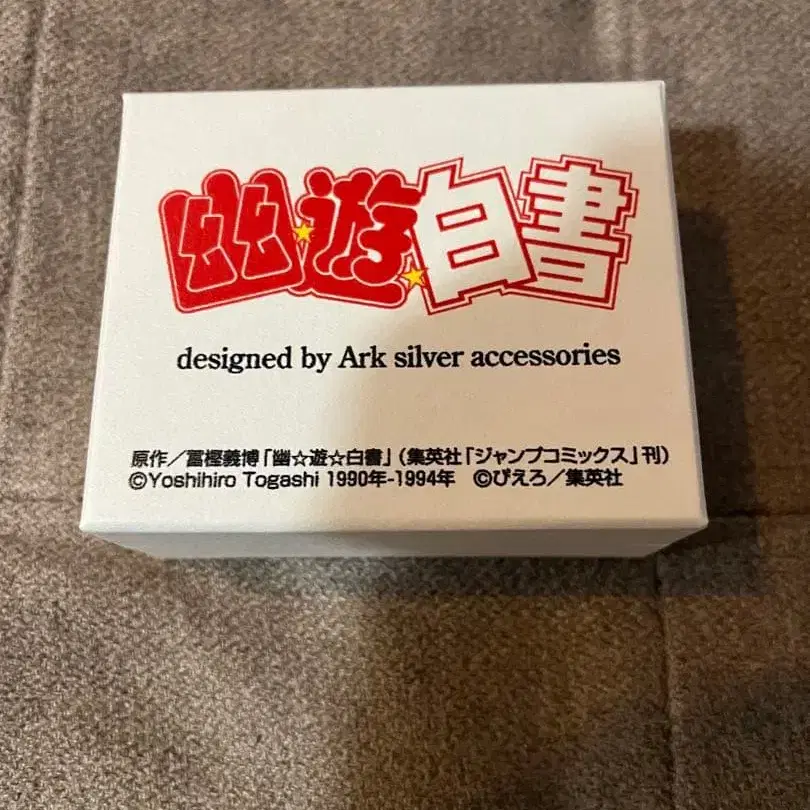 幽★遊★白書
designed by Ark silver accessories
原作／冨樫義博「幽☆遊☆白書」(集英社「ジャンプコミックス」刊)
©Yoshihiro Togashi 1990年-1994年 ©ぴえろ／集英社